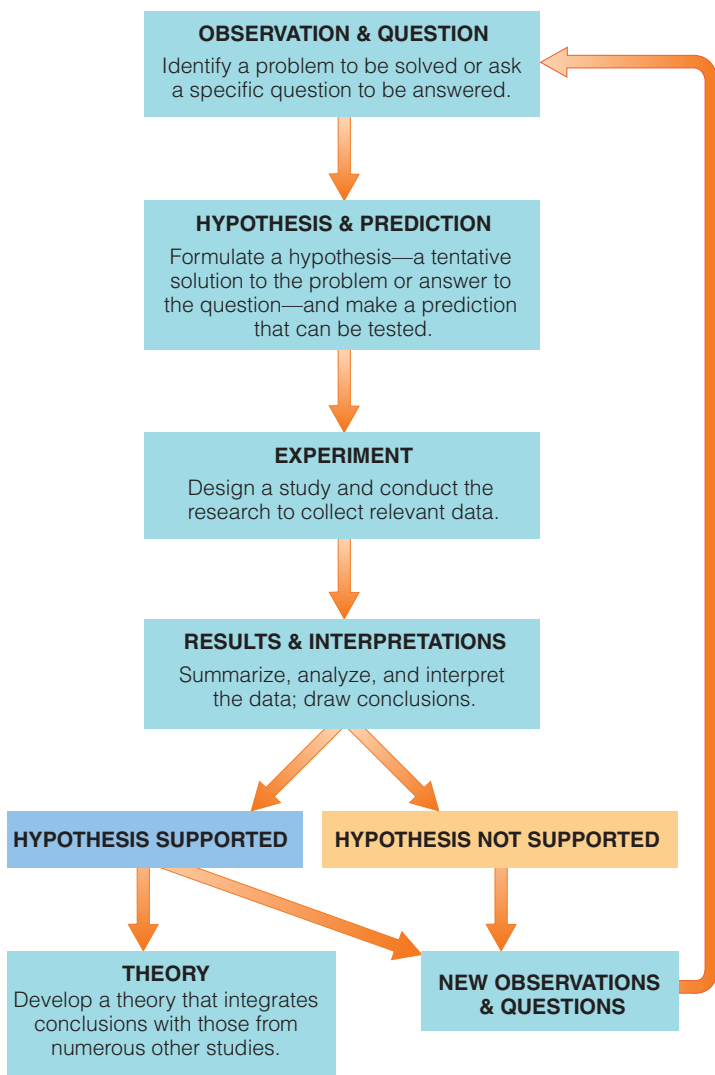 OBSERVATION & QUESTION
Identify a problem to be solved or ask
a specific question to be answered.
HYPOTHESIS & PREDICTION
Formulate a hypothesis—a tentative
solution to the problem or answer to
the question—and make a prediction
that can be tested.
EXPERIMENT
Design a study and conduct the
research to collect relevant data.
RESULTS & INTERPRETATIONS
Summarize, analyze, and interpret
the data; draw conclusions.
HYPOTHESIS SUPPORTED
HYPOTHESIS NOT SUPPORTED
THEORY
Develop a theory that integrates
conclusions with those from
numerous other studies.
NEW OBSERVATIONS
& QUESTIONS